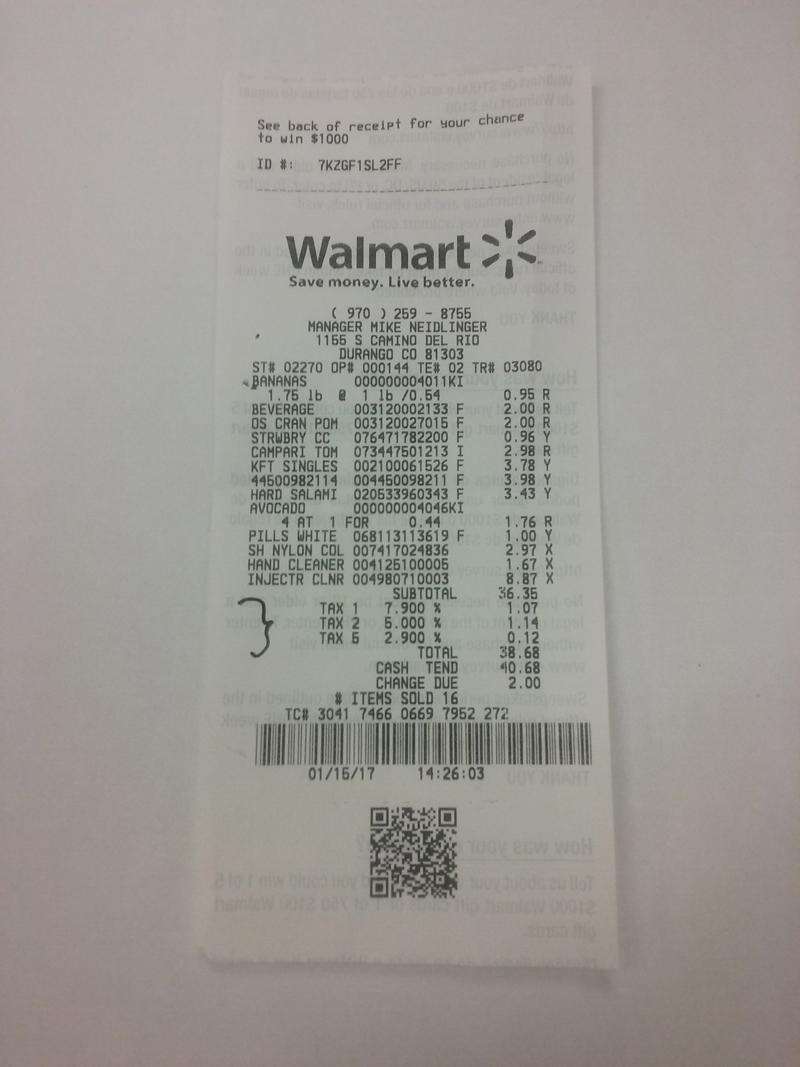 See back of receipt for your chance
to win $1000
ID #: 7KZGF1SL2FF
Walmart
Save money. Live better.
( 970 ) 259 - 8755
MANAGER MIKE NEIDLINGER
1155 S CAMINO DEL RIO
DURANGO CO 81303
ST# 02270 OP# 000144 TE# 02 TR# 03080
BANANAS 000000004011KI
1.75 lb @ 1 lb /0.54 0.95 R
BEVERAGE 003120002133 F 2.00 R
OS CRAN POM 003120027015 F 2.00 R
STRWBRY CC 076471782200 F 0.96 Y
CAMPARI TOM 073447501213 I 2.98 R
KFT SINGLES 002100061526 F 3.78 Y
44500982114 004450098211 F 3.98 Y
HARD SALAMI 020533960343 F 3.43 Y
AVOCADO 000000004046KI
4 AT 1 FOR 0.44 1.76 R
PILLS WHITE 068113113619 F 1.00 Y
SH NYLON COL 007417024836 2.97 X
HAND CLEANER 004125100005 1.67 X
INJECTR CLNR 004980710003 8.87 X
SUBTOTAL 36.35
TAX 1 7.900 % 1.07
TAX 2 5.000 % 1.14
TAX 5 2.900 % 0.12
TOTAL 38.68
CASH TEND 40.68
CHANGE DUE 2.00
# ITEMS SOLD 16
TC# 3041 7466 0669 7952 272
01/15/17 14:26:03